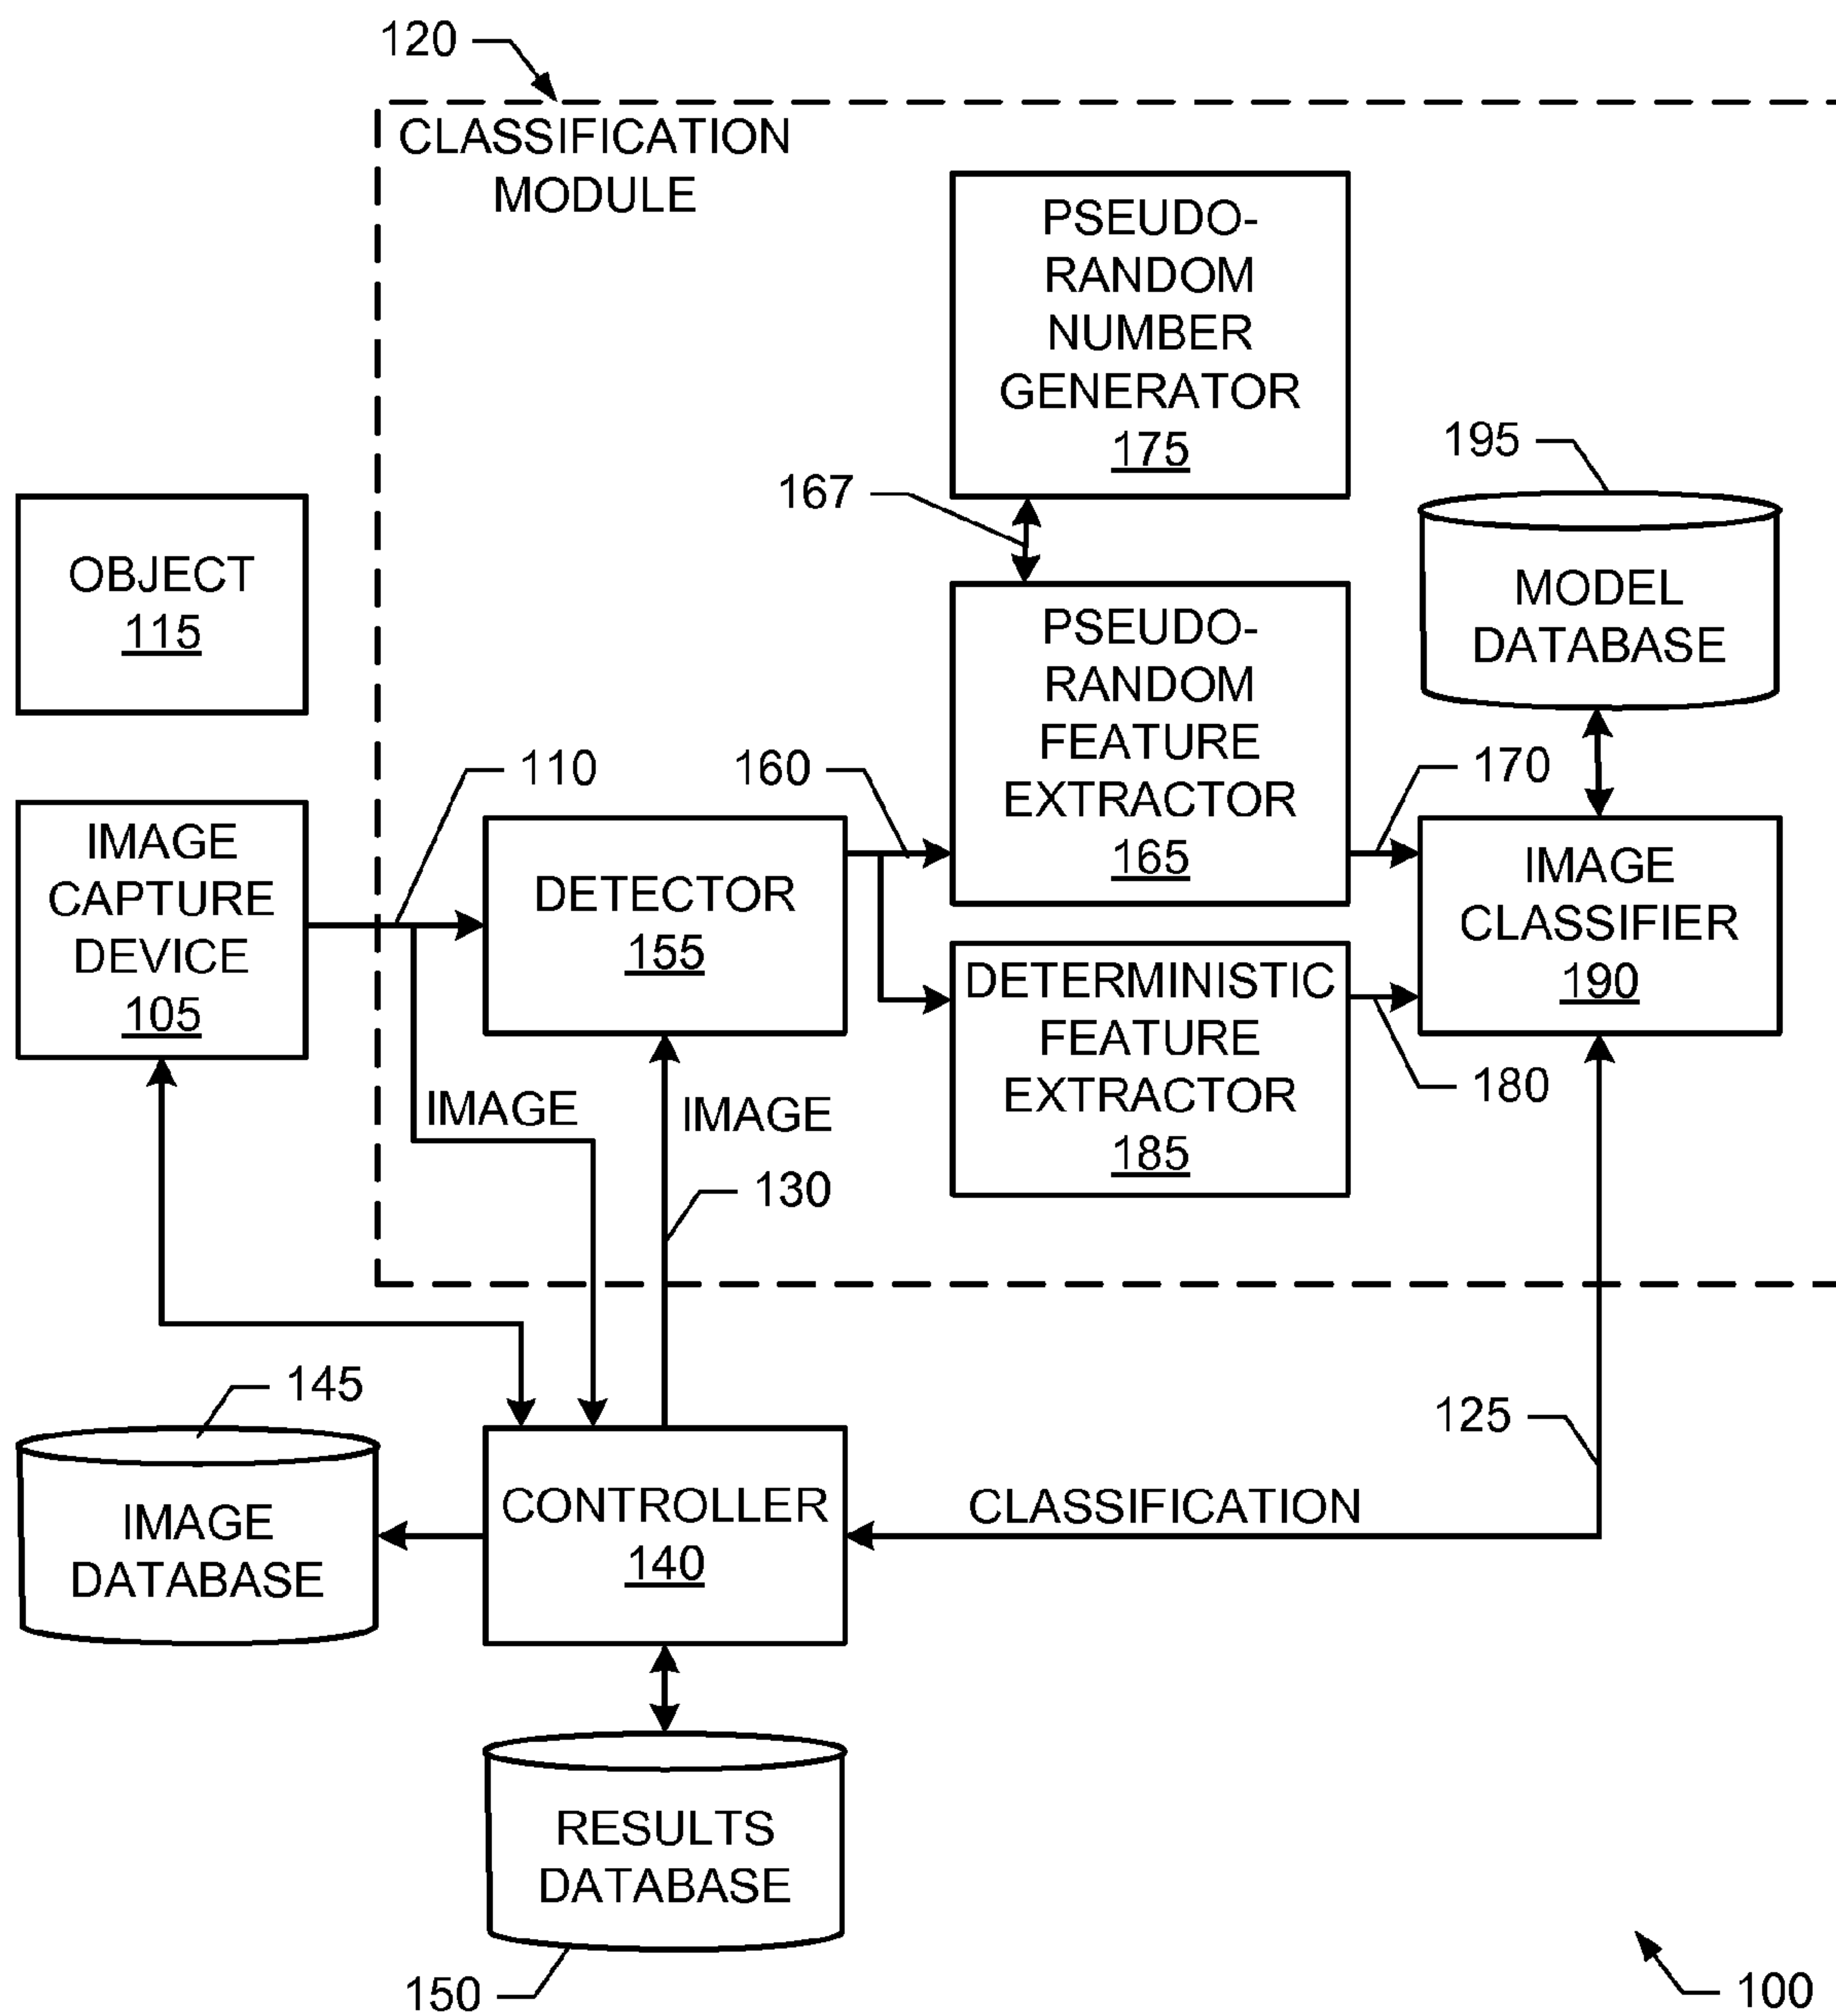 120
CLASSIFICATION
MODULE
PSEUDO-
RANDOM
NUMBER
GENERATOR
175
167
195
OBJECT
115
MODEL
DATABASE
PSEUDO-
RANDOM
FEATURE
EXTRACTOR
165
110
160
170
IMAGE
CAPTURE
DEVICE
105
DETECTOR
155
IMAGE
CLASSIFIER
190
DETERMINISTIC
FEATURE
EXTRACTOR
185
180
IMAGE
IMAGE
130
145
125
IMAGE
DATABASE
CONTROLLER
140
CLASSIFICATION
RESULTS
DATABASE
150
100